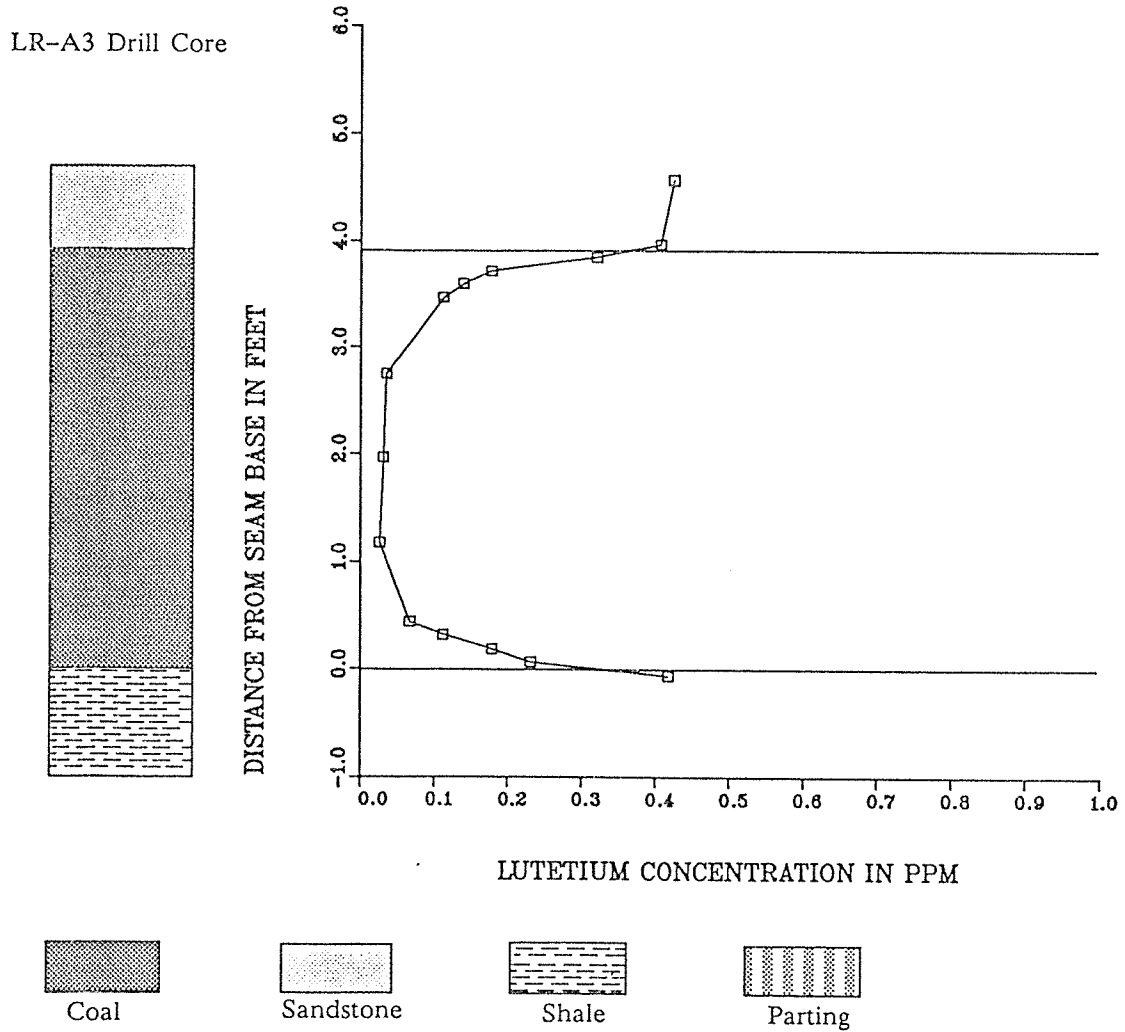 LR-A3 Drill Core
DISTANCE FROM SEAM BASE IN FEET
6.0
5.0
4.0
3.0
2.0
1.0
0.0
-1.0
0.0 0.1 0.2 0.3 0.4 0.5 0.6 0.7 0.8 0.9 1.0
LUTETIUM CONCENTRATION IN PPM
Coal Sandstone Shale Parting